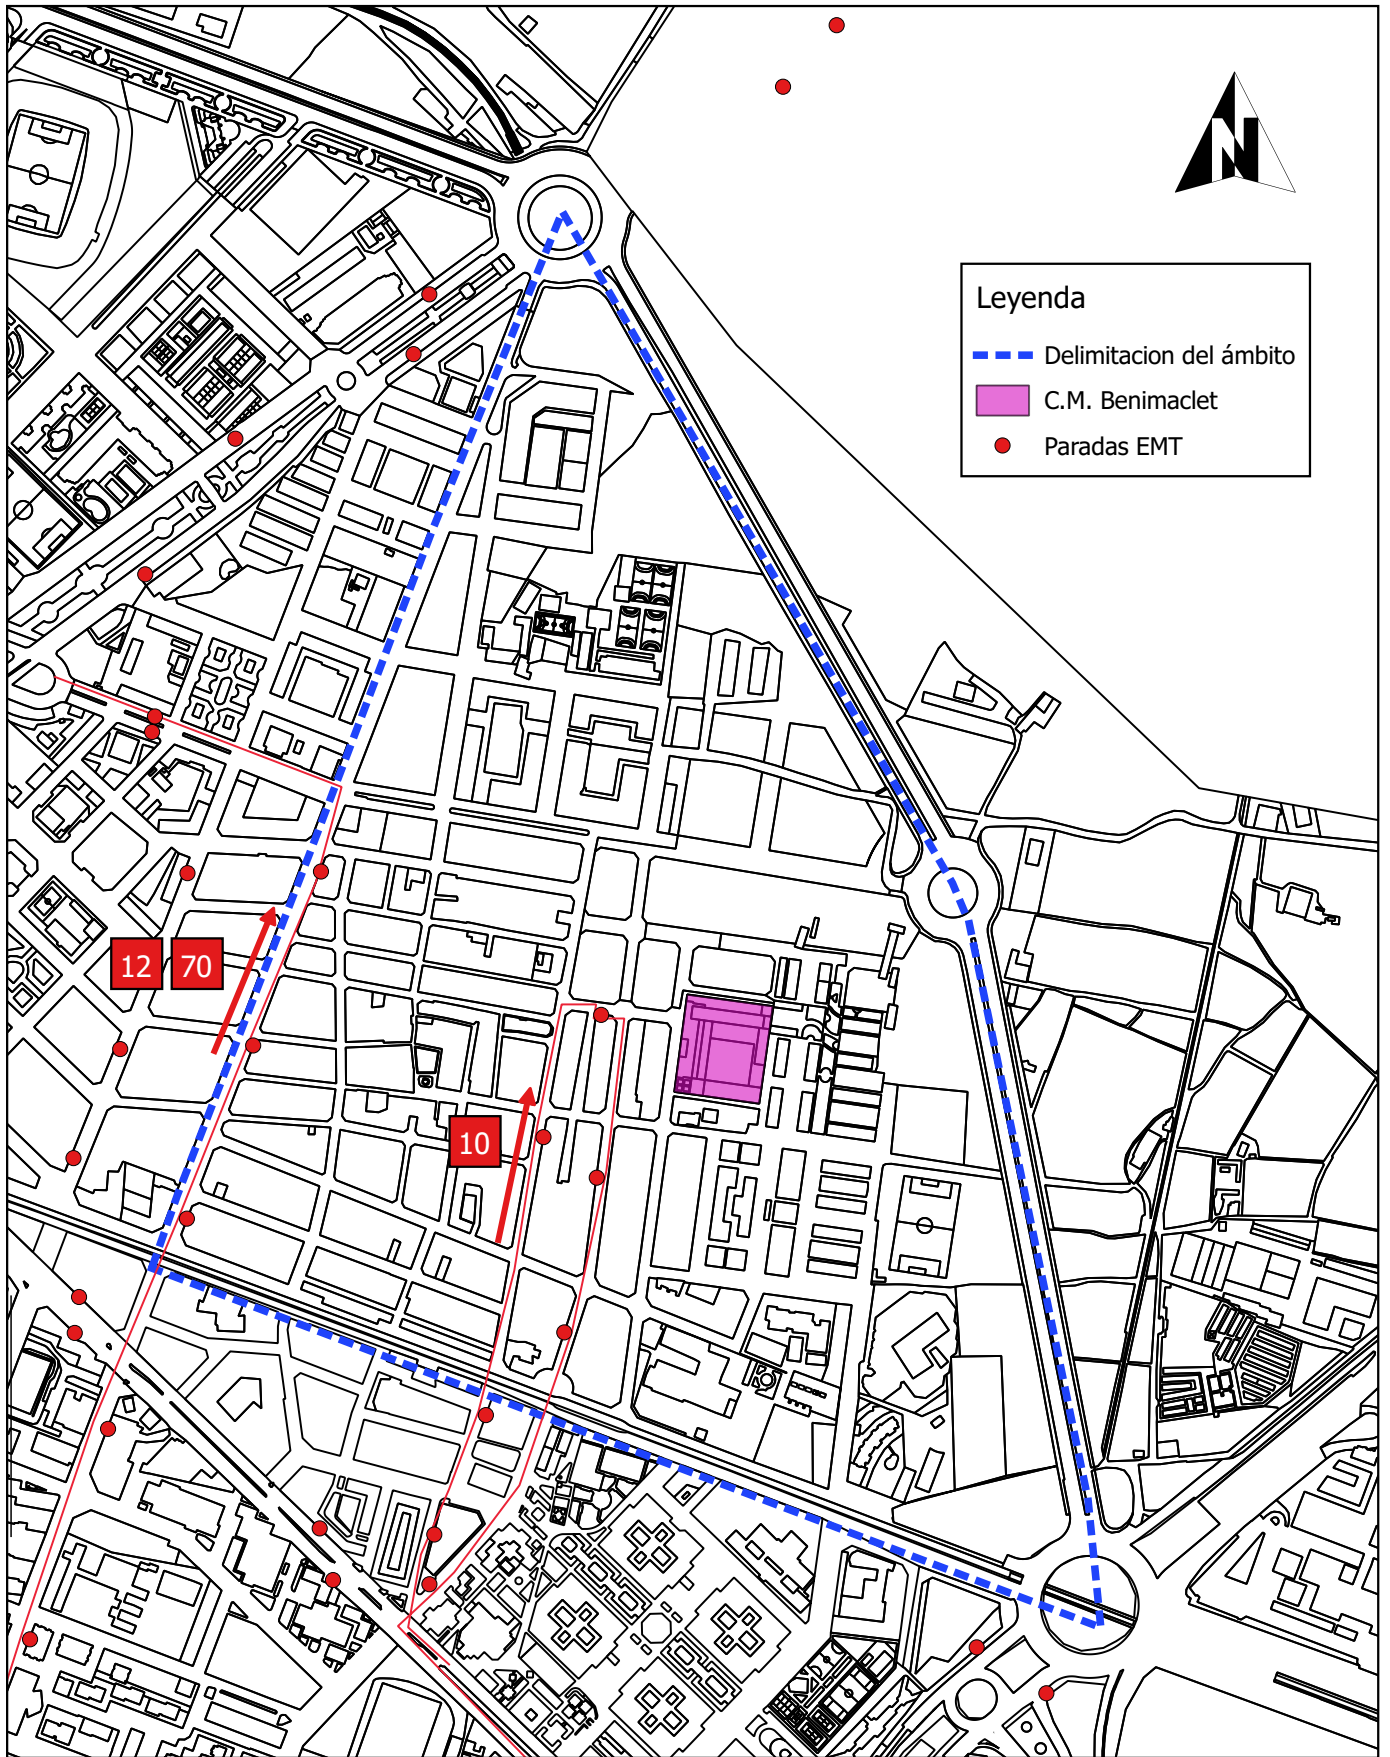 N
Leyenda
Delimitacion del ámbito
C.M. Benimaclet
Paradas EMT
12 70
10